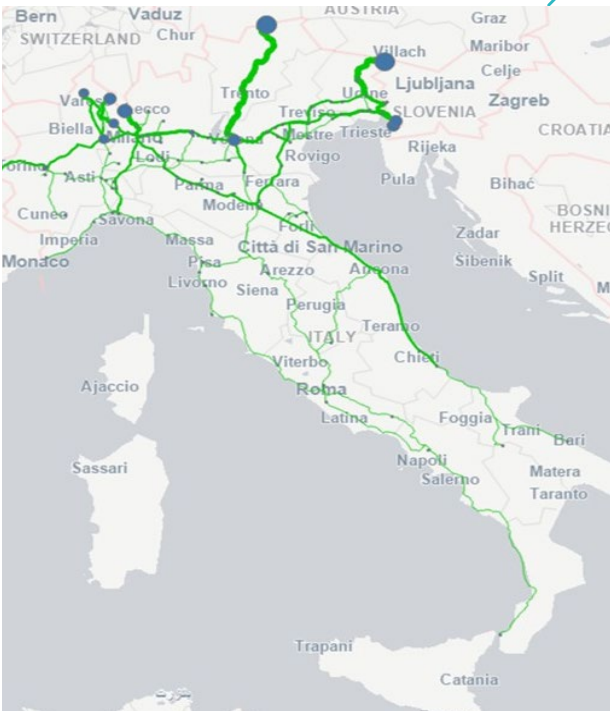 Bern
Vaduz
AUSTRIA
Graz
SWITZERLAND
Chur
Maribor
Villach
Celje
Ljubljana
Trento
Udine
Zagreb
Varese
Lecco
Treviso
SLOVENIA
Biella
Milano
Verona
Mestre
Trieste
CROATIA
Lodi
Rovigo
Rijeka
Torino
Asti
Parma
Ferrara
Pula
Bihać
Cuneo
Modena
Savona
Forlì
BOSNI
HERZEC
Imperia
Massa
Città di San Marino
Zadar
Monaco
Pisa
Arezzo
Ancona
Šibenik
Livorno
Siena
Split
M
Perugia
Teramo
ITALY
Ajaccio
Viterbo
Chieti
Roma
Latina
Foggia
Trani
Bari
Sassari
Napoli
Matera
Salerno
Taranto
Trapani
Catania